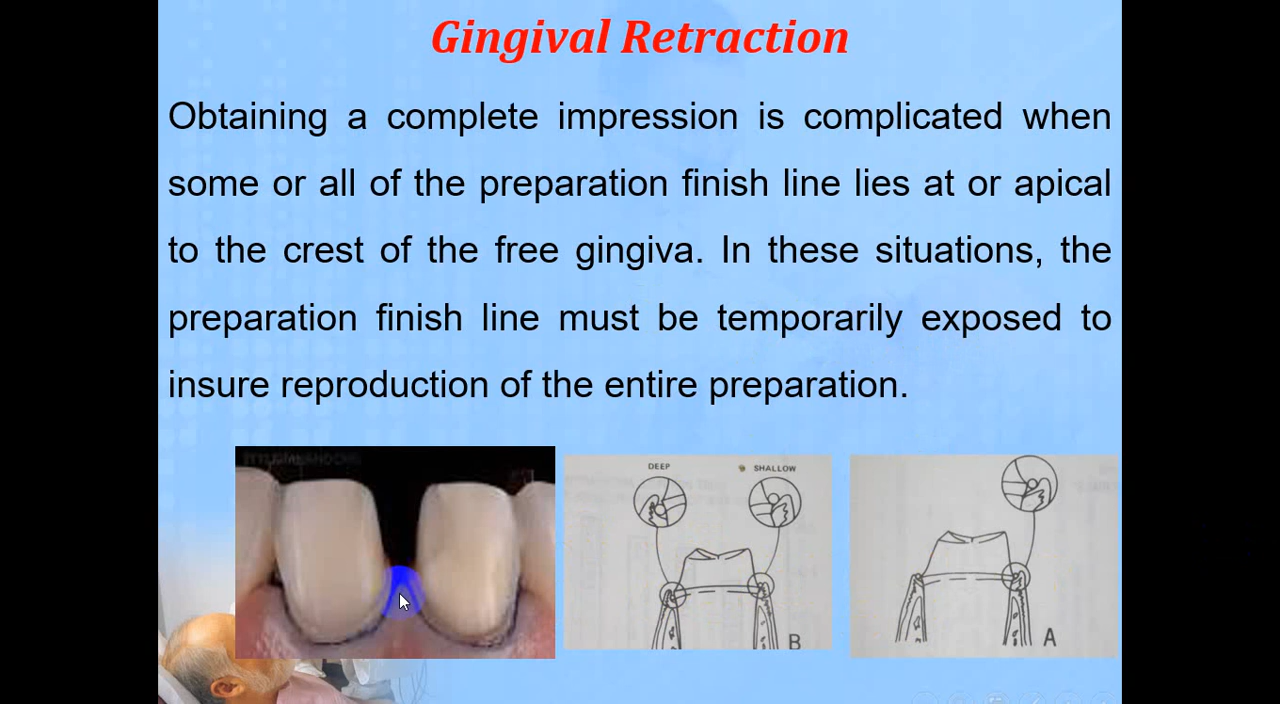 Gingival Retraction
Obtaining a complete impression is complicated when
some or all of the preparation finish line lies at or apical
to the crest of the free gingiva. In these situations, the
preparation finish line must be temporarily exposed to
insure reproduction of the entire preparation.
DEEP
SHALLOW
B
A